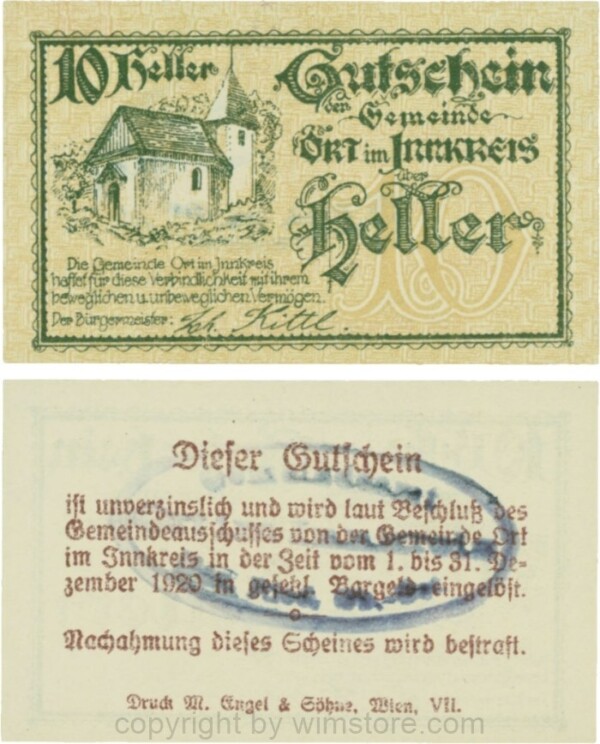 10 Heller
Gutschein
der
Gemeinde
Ort im Innkreis
über
10
Heller
Die Gemeinde Ort im Innkreis
haftet für diese Verbindlichkeit mit ihrem
beweglichen u. unbeweglichen Vermögen.
Der Bürgermeister: Joh. Kittl.
Dieser Gutschein
ist unverzinslich und wird laut Beschluß des
Gemeindeausschusses von der Gemeinde Ort
im Innkreis in der Zeit vom 1. bis 31. De-
zember 1920 in gesetzl. Bargeld eingelöst.
Nachahmung dieses Scheines wird bestraft.
Druck M. Engel & Söhne, Wien, VII.
copyright by wimstore.com